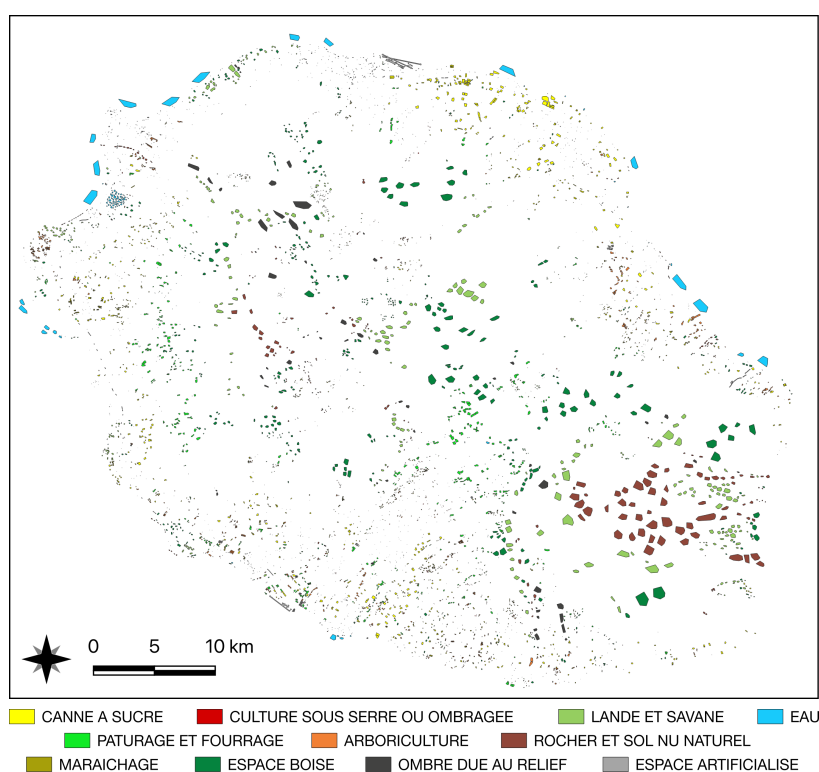 0 5 10 km
CANNE A SUCRE CULTURE SOUS SERRE OU OMBRAGEE LANDE ET SAVANE EAU
PATURAGE ET FOURRAGE ARBORICULTURE ROCHER ET SOL NU NATUREL
MARAICHAGE ESPACE BOISE OMBRE DUE AU RELIEF ESPACE ARTIFICIALISE